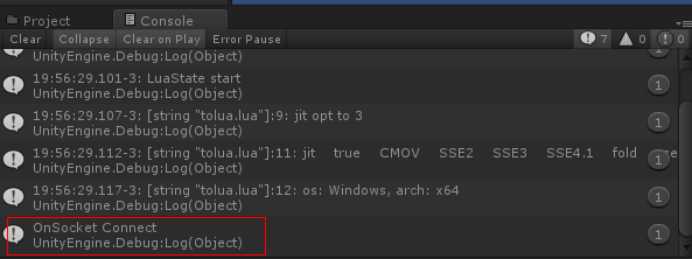 Project
Console
Clear Collapse Clear on Play Error Pause 7 0 0
UnityEngine.Debug:Log(Object)
19:56:29.101-3: LuaState start
UnityEngine.Debug:Log(Object)
1
19:56:29.107-3: [string "tolua.lua"]:9: jit opt to 3
UnityEngine.Debug:Log(Object)
1
19:56:29.112-3: [string "tolua.lua"]:11: jit true CMOV SSE2 SSE3 SSE4.1 fold
UnityEngine.Debug:Log(Object)
1
19:56:29.117-3: [string "tolua.lua"]:12: os: Windows, arch: x64
UnityEngine.Debug:Log(Object)
1
OnSocket Connect
UnityEngine.Debug:Log(Object)
1